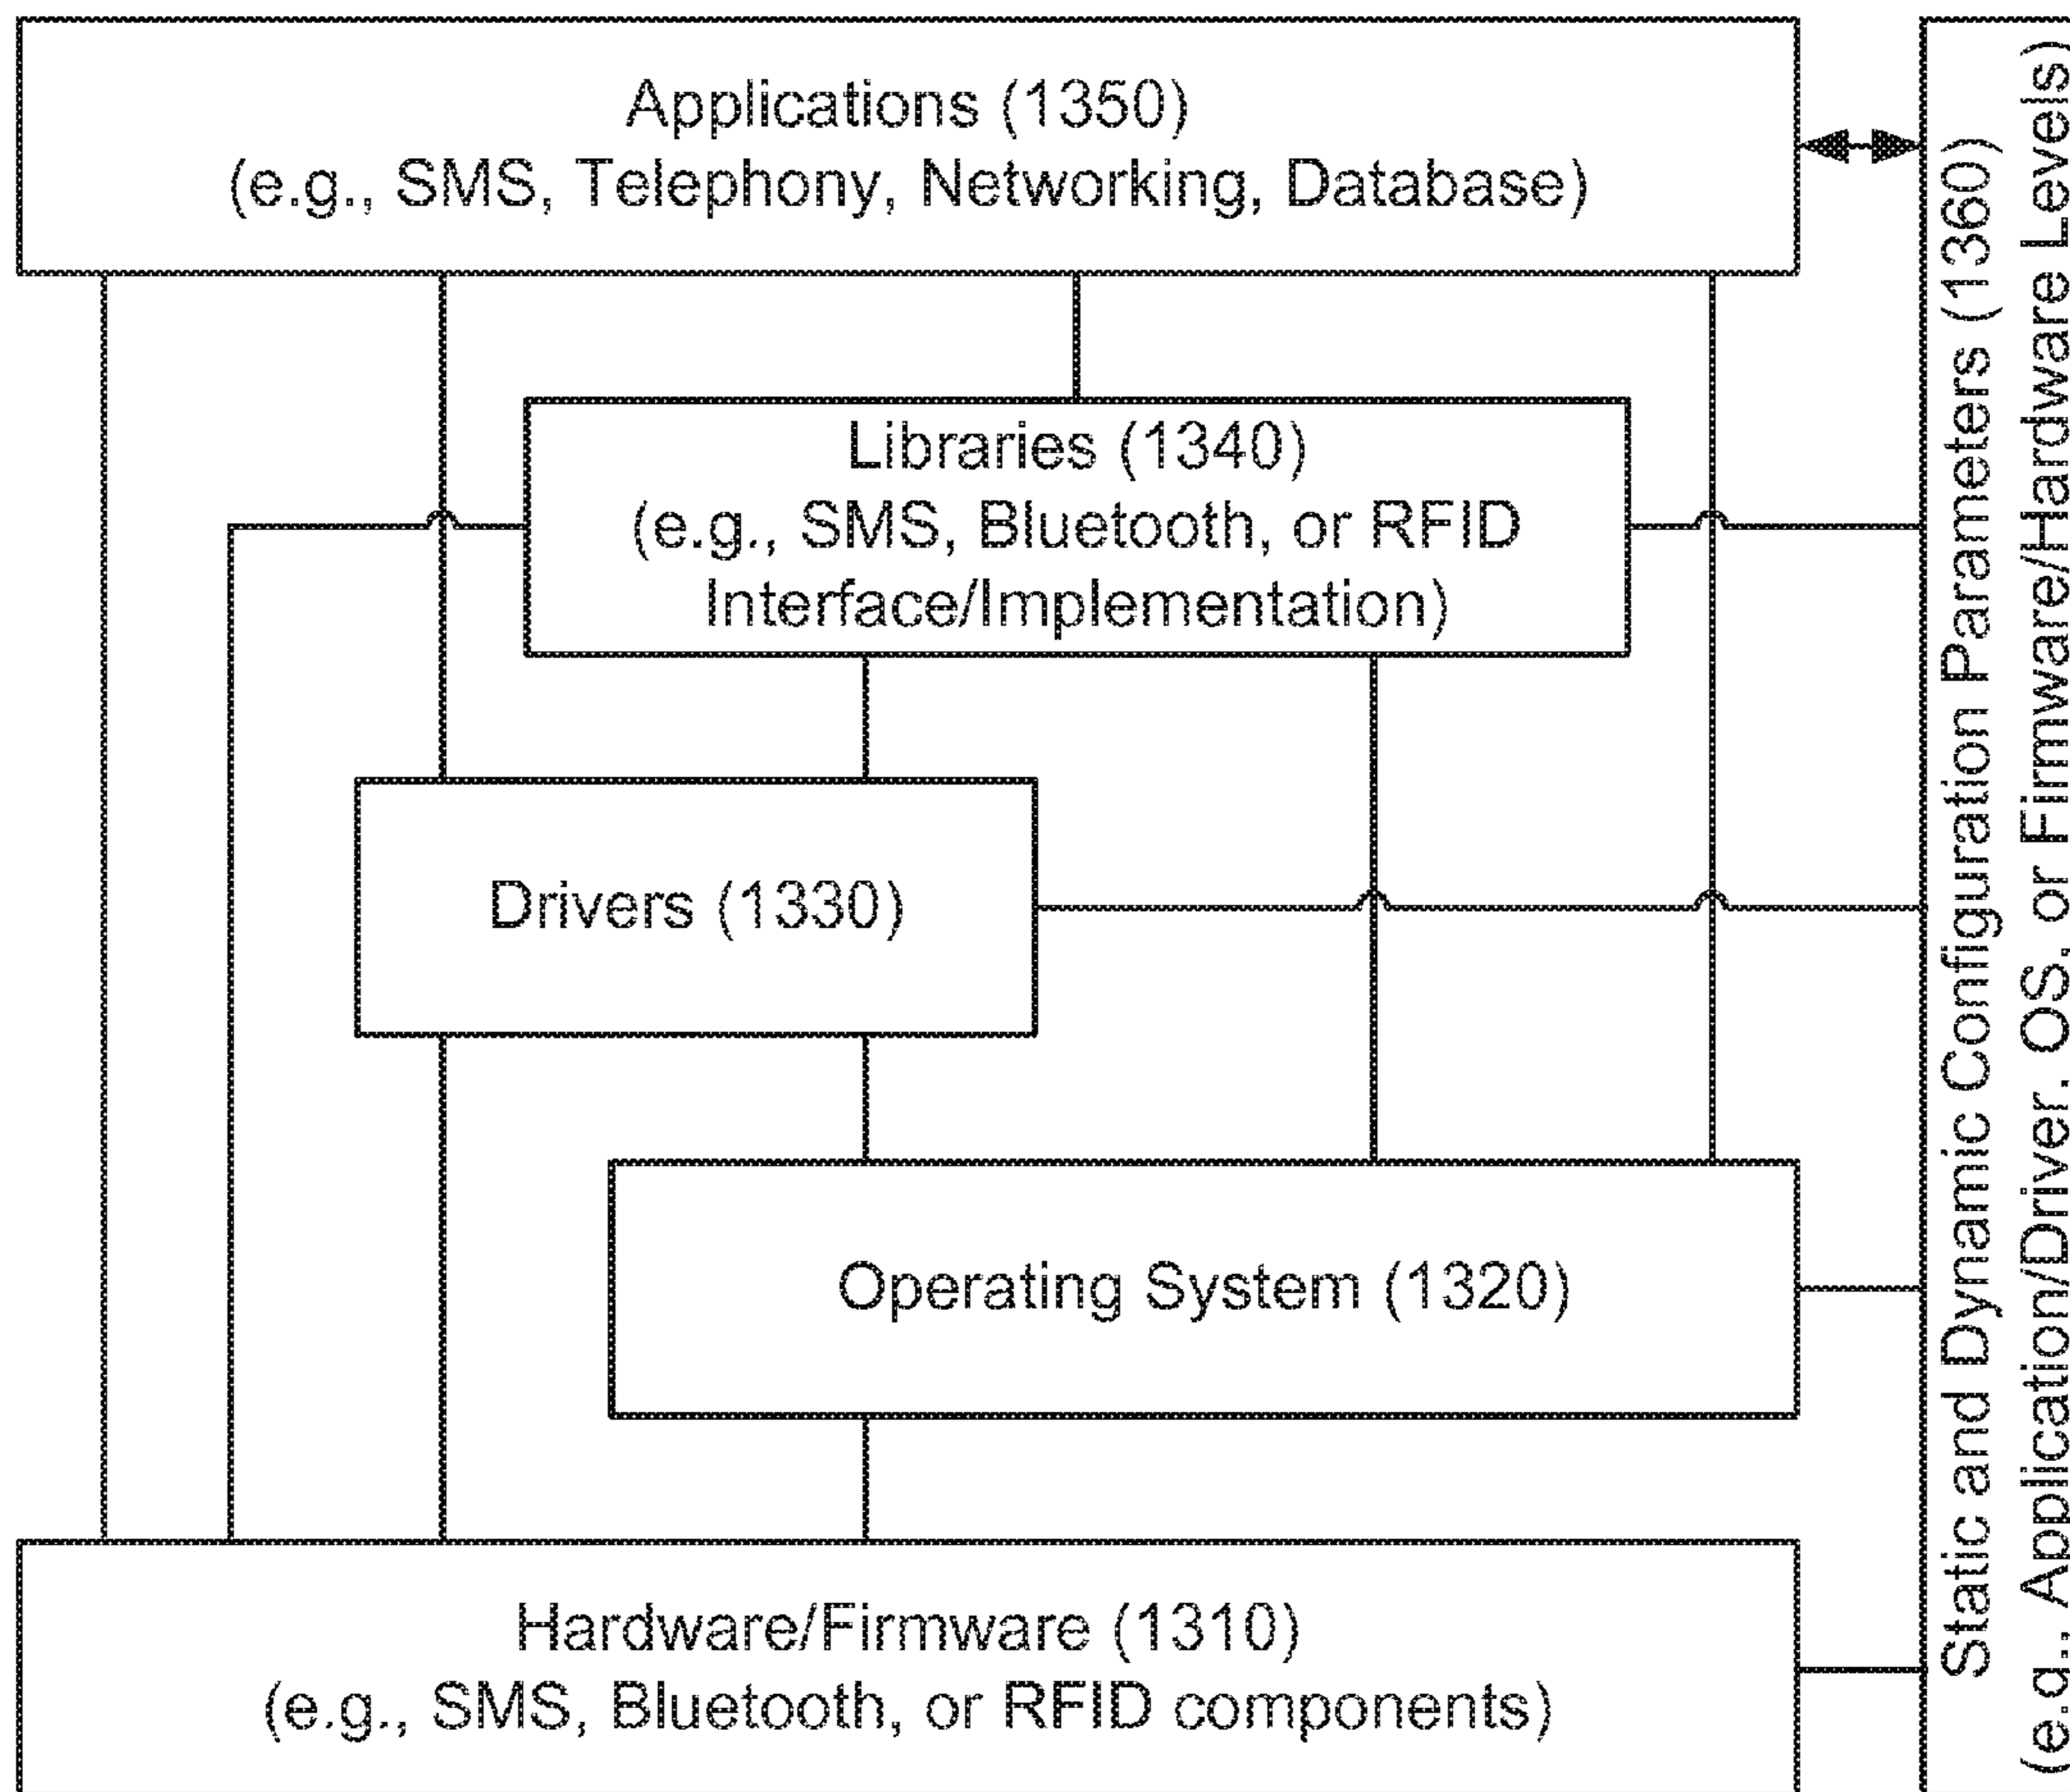 Applications (1350)
(e.g., SMS, Telephony, Networking, Database)
Libraries (1340)
(e.g., SMS, Bluetooth, or RFID
Interface/Implementation)
Drivers (1330)
Operating System (1320)
Hardware/Firmware (1310)
(e.g., SMS, Bluetooth, or RFID components)
Static and Dynamic Configuration Parameters (1360)
(e.g., Application/Driver, OS, or Firmware/Hardware Levels)